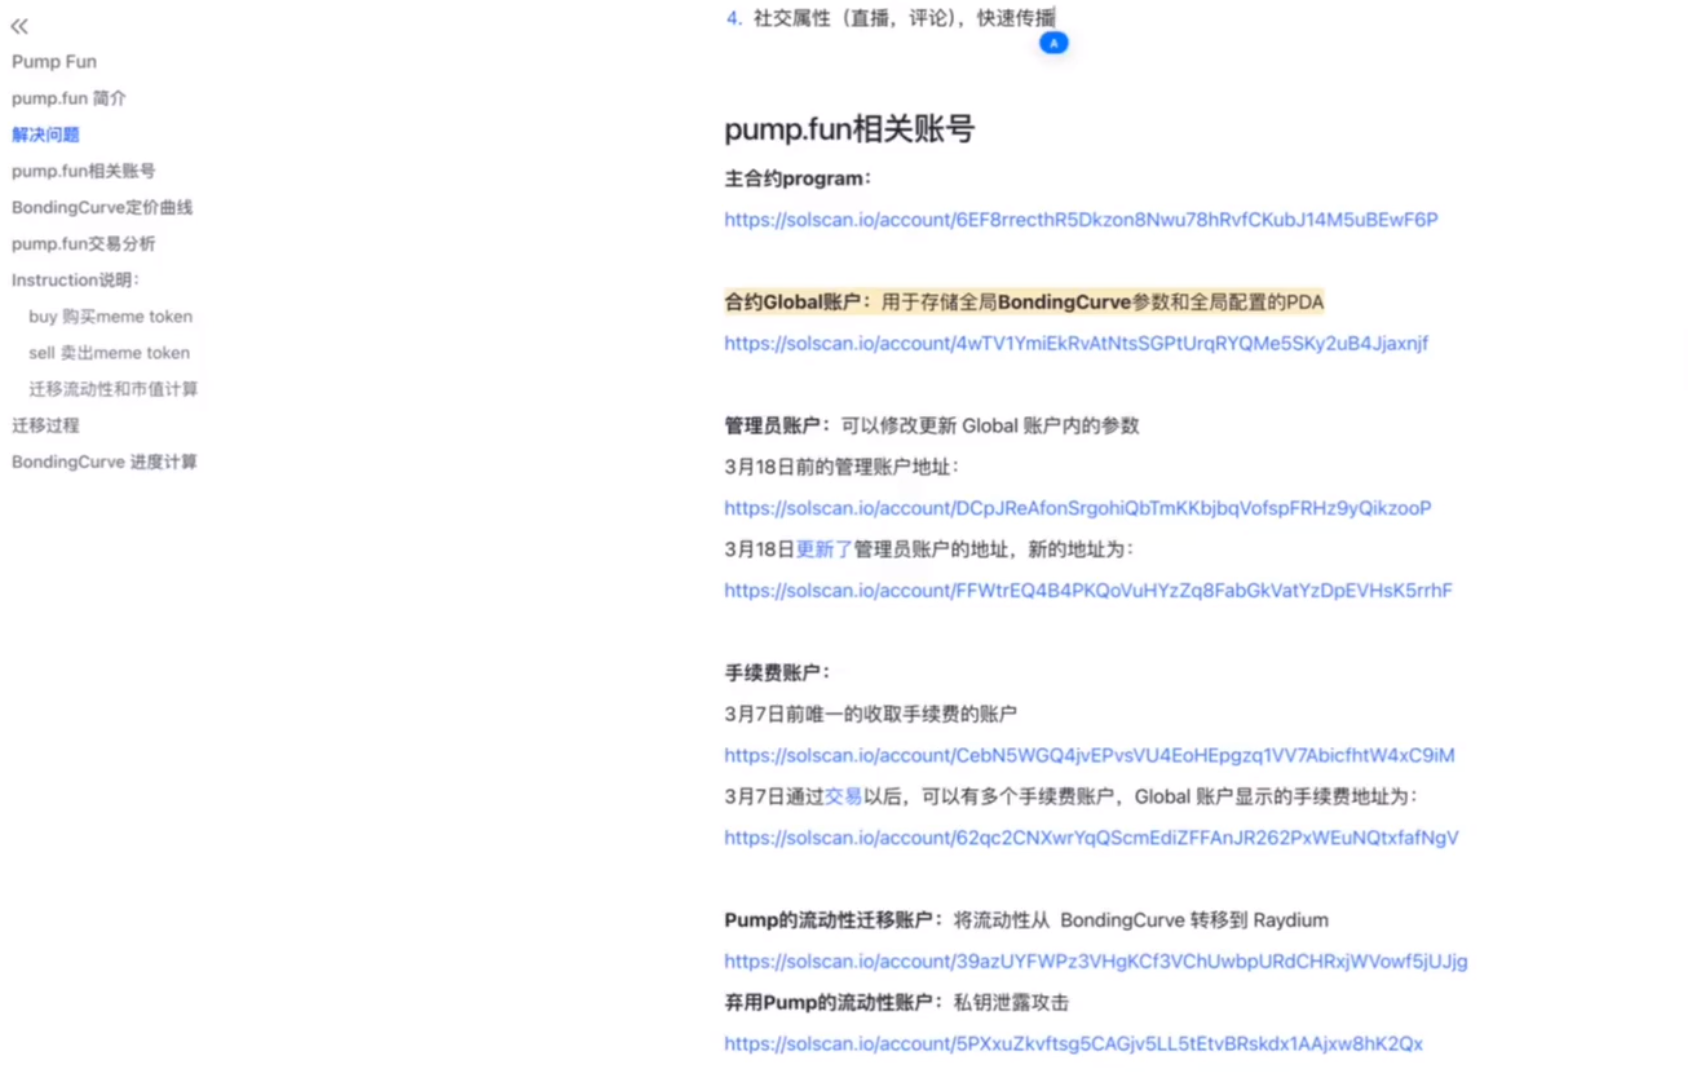 Pump Fun
pump.fun 简介
解决问题
pump.fun相关账号
BondingCurve定价曲线
pump.fun交易分析
Instruction说明：
buy 购买meme token
sell 卖出meme token
迁移流动性和市值计算
迁移过程
BondingCurve 进度计算
4. 社交属性（直播，评论），快速传播
A
pump.fun相关账号
主合约program：
https://solscan.io/account/6EF8rrecthR5Dkzon8Nwu78hRvfCKubJ14M5uBEwF6P
合约Global账户：用于存储全局BondingCurve参数和全局配置的PDA
https://solscan.io/account/4wTV1YmiEkRvAtNtsSGPtUrqRYQMe5SKy2uB4Jjaxnjf
管理员账户：可以修改更新 Global 账户内的参数
3月18日前的管理账户地址：
https://solscan.io/account/DCpJReAfonSrgohiQbTmKKbjbqVofspFRHz9yQikzooP
3月18日更新了管理员账户的地址，新的地址为：
https://solscan.io/account/FFWtrEQ4B4PKQoVuHYzZq8FabGkVatYzDpEVHsK5rrhF
手续费账户：
3月7日前唯一的收取手续费的账户
https://solscan.io/account/CebN5WGQ4jvEPvsVU4EoHEpgzq1VV7AbicfhtW4xC9iM
3月7日通过交易以后，可以有多个手续费账户，Global 账户显示的手续费地址为：
https://solscan.io/account/62qc2CNXwrYqQScmEdiZFFAnJR262PxWEuNQtxfafNgV
Pump的流动性迁移账户：将流动性从 BondingCurve 转移到 Raydium
https://solscan.io/account/39azUYFWPz3VHgKCf3VChUwbpURdCHRxjWVowf5jUJjg
弃用Pump的流动性账户：私钥泄露攻击
https://solscan.io/account/5PXxuZkvftsg5CAGjv5LL5tEtvBRskdx1AAjxw8hK2Qx